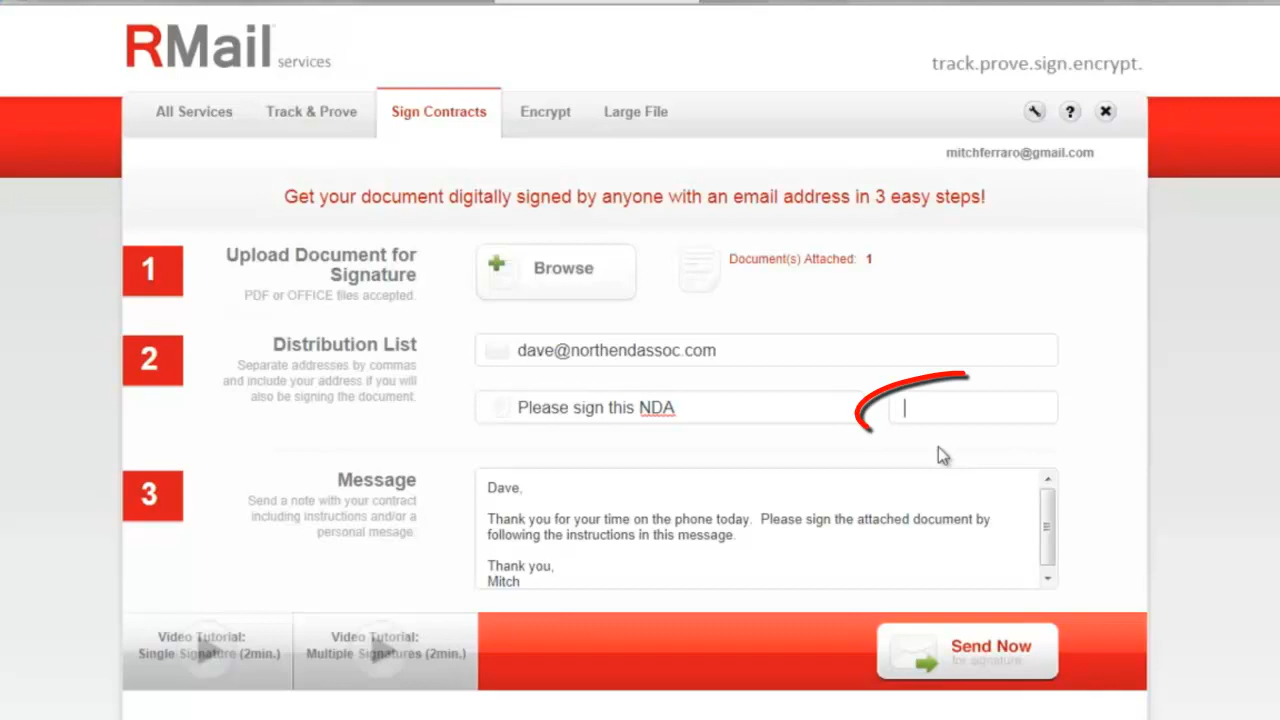 RMail services
track.prove.sign.encrypt.
All Services Track & Prove Sign Contracts Encrypt Large File
?
mitchferraro@gmail.com
Get your document digitally signed by anyone with an email address in 3 easy steps!
1
Upload Document for
Signature
PDF or OFFICE files accepted.
Browse
Document(s) Attached: 1
2
Distribution List
Separate addresses by commas
and include your address if you will
also be signing the document.
dave@northendassoc.com
Please sign this NDA
3
Message
Send a note with your contract
including instructions and/or a
personal mesage.
Dave,
Thank you for your time on the phone today. Please sign the attached document by
following the instructions in this message.
Thank you,
Mitch
Video Tutorial:
Single Signature (2min.)
Video Tutorial:
Multiple Signatures (2min.)
Send Now
for signature